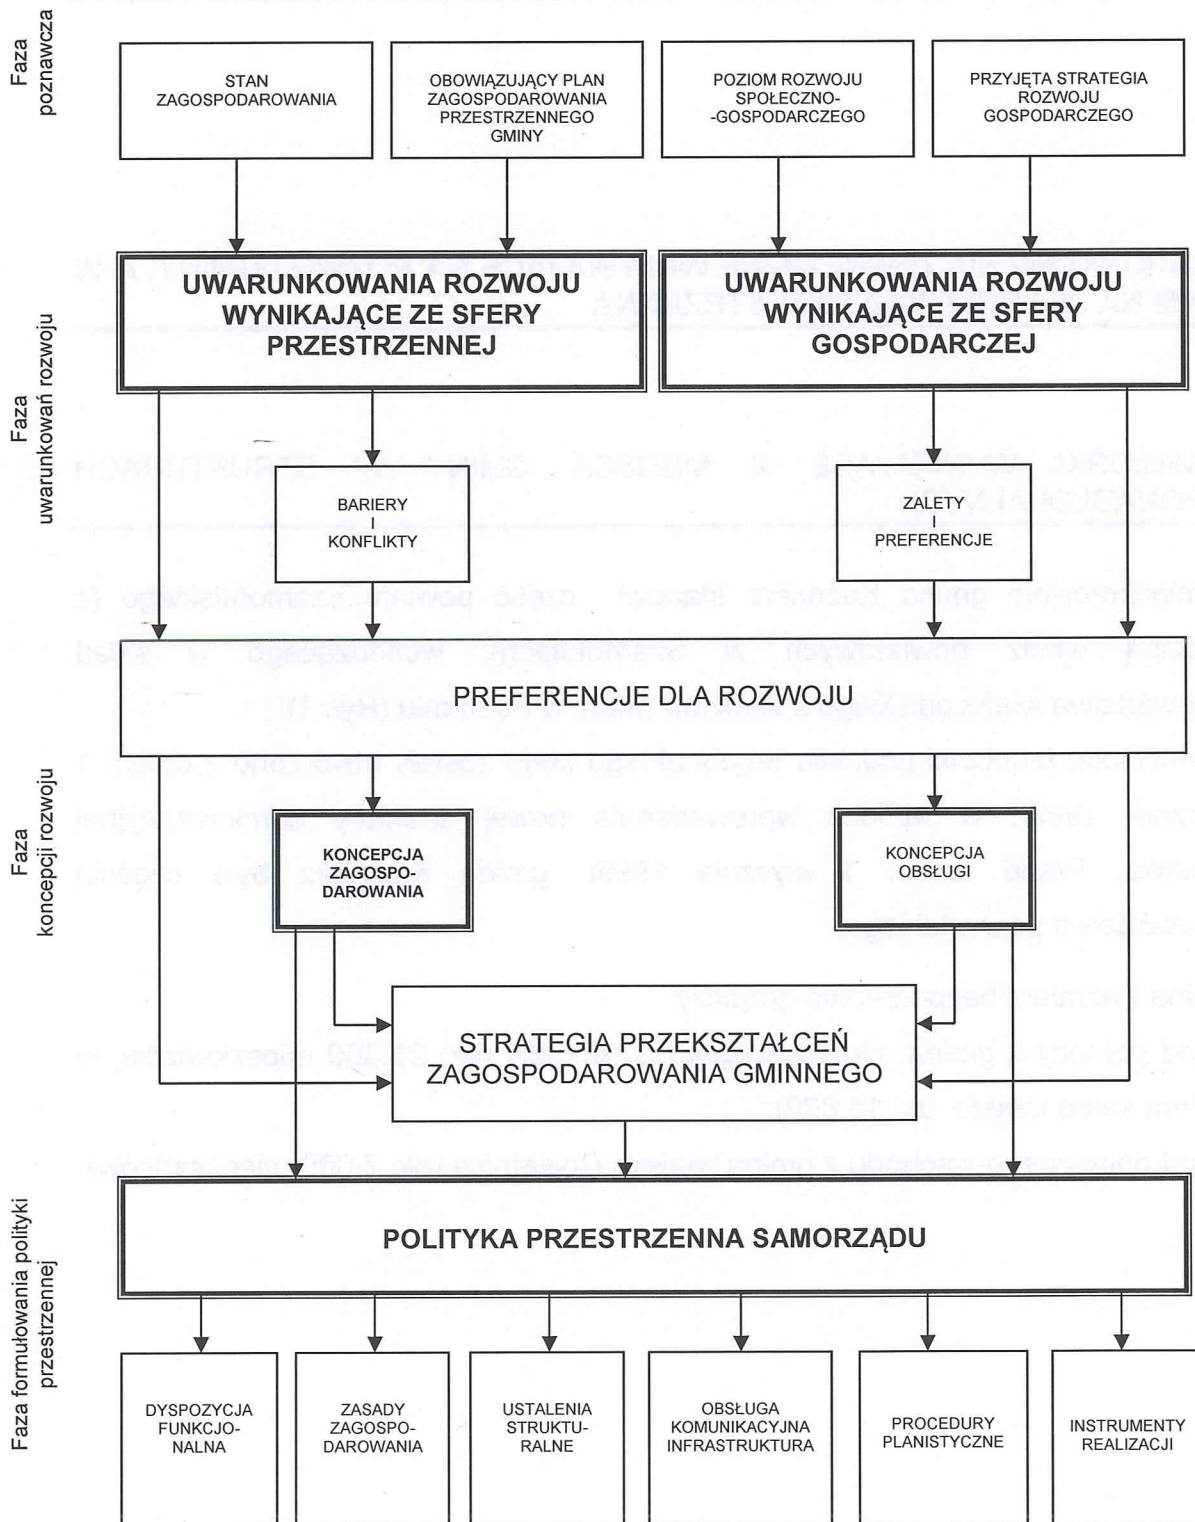 Faza
poznawcza
STAN
ZAGOSPODAROWANIA
OBOWIĄZUJĄCY PLAN
ZAGOSPODAROWANIA
PRZESTRZENNEGO
GMINY
POZIOM ROZWOJU
SPOŁECZNO-
-GOSPODARCZEGO
PRZYJĘTA STRATEGIA
ROZWOJU
GOSPODARCZEGO
Faza
uwarunkowań rozwoju
UWARUNKOWANIA ROZWOJU
WYNIKAJĄCE ZE SFERY
PRZESTRZENNEJ
UWARUNKOWANIA ROZWOJU
WYNIKAJĄCE ZE SFERY
GOSPODARCZEJ
BARIERY
I
KONFLIKTY
ZALETY
I
PREFERENCJE
PREFERENCJE DLA ROZWOJU
Faza
koncepcji rozwoju
KONCEPCJA
ZAGOSPO-
DAROWANIA
KONCEPCJA
OBSŁUGI
STRATEGIA PRZEKSZTAŁCEŃ
ZAGOSPODAROWANIA GMINNEGO
Faza formułowania polityki
przestrzennej
POLITYKA PRZESTRZENNA SAMORZĄDU
DYSPOZYCJA
FUNKCJO-
NALNA
ZASADY
ZAGOSPO-
DAROWANIA
USTALENIA
STRUKTU-
RALNE
OBSŁUGA
KOMUNIKACYJNA
INFRASTRUKTURA
PROCEDURY
PLANISTYCZNE
INSTRUMENTY
REALIZACJI